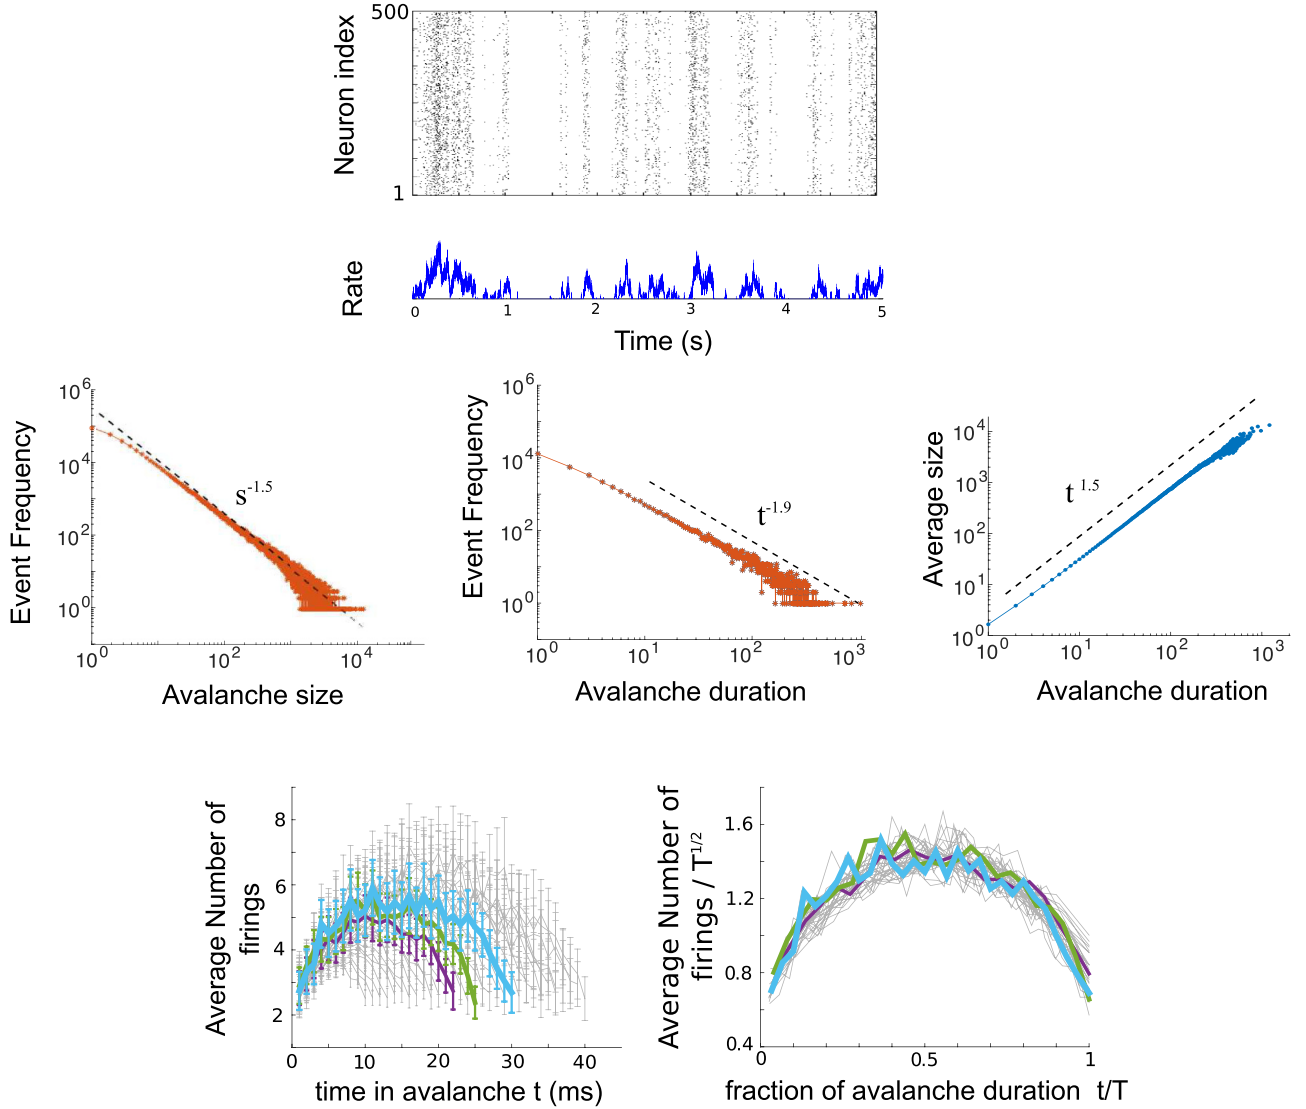 500
Neuron index
1
Rate
0 1 2 3 4 5
Time (s)
10^6
10^4
10^2
10^0
Event Frequency
s^-1.5
10^0 10^2 10^4
Avalanche size
10^6
10^4
10^2
10^0
Event Frequency
t^-1.9
10^0 10^1 10^2 10^3
Avalanche duration
10^4
10^3
10^2
10^1
10^0
Average size
t^1.5
10^0 10^1 10^2 10^3
Avalanche duration
8
6
4
2
Average Number of
firings
0 10 20 30 40
time in avalanche t (ms)
1.6
1.2
0.8
0.4
Average Number of
firings / T^1/2
0 0.5 1
fraction of avalanche duration t/T